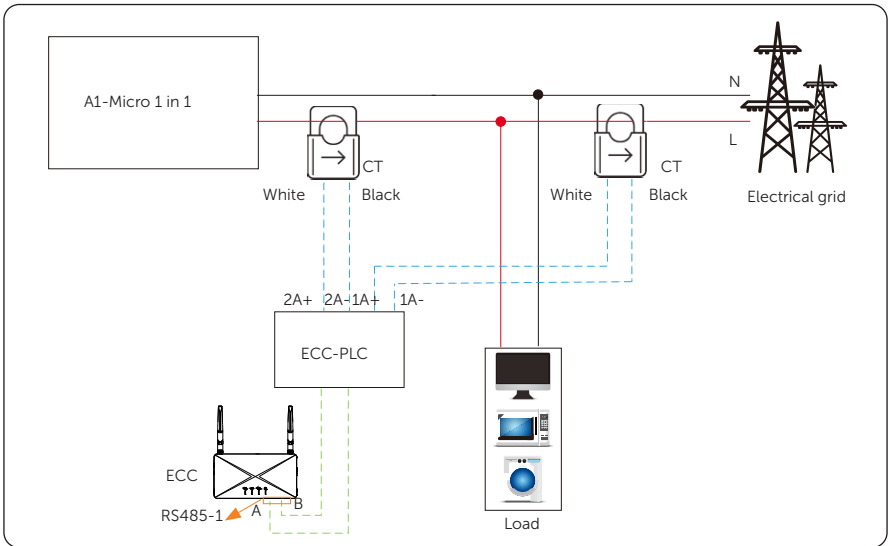 A1-Micro 1 in 1
N
L
CT
White
Black
CT
White
Black
Electrical grid
2A+
2A-
1A+
1A-
ECC-PLC
ECC
A
B
RS485-1
Load